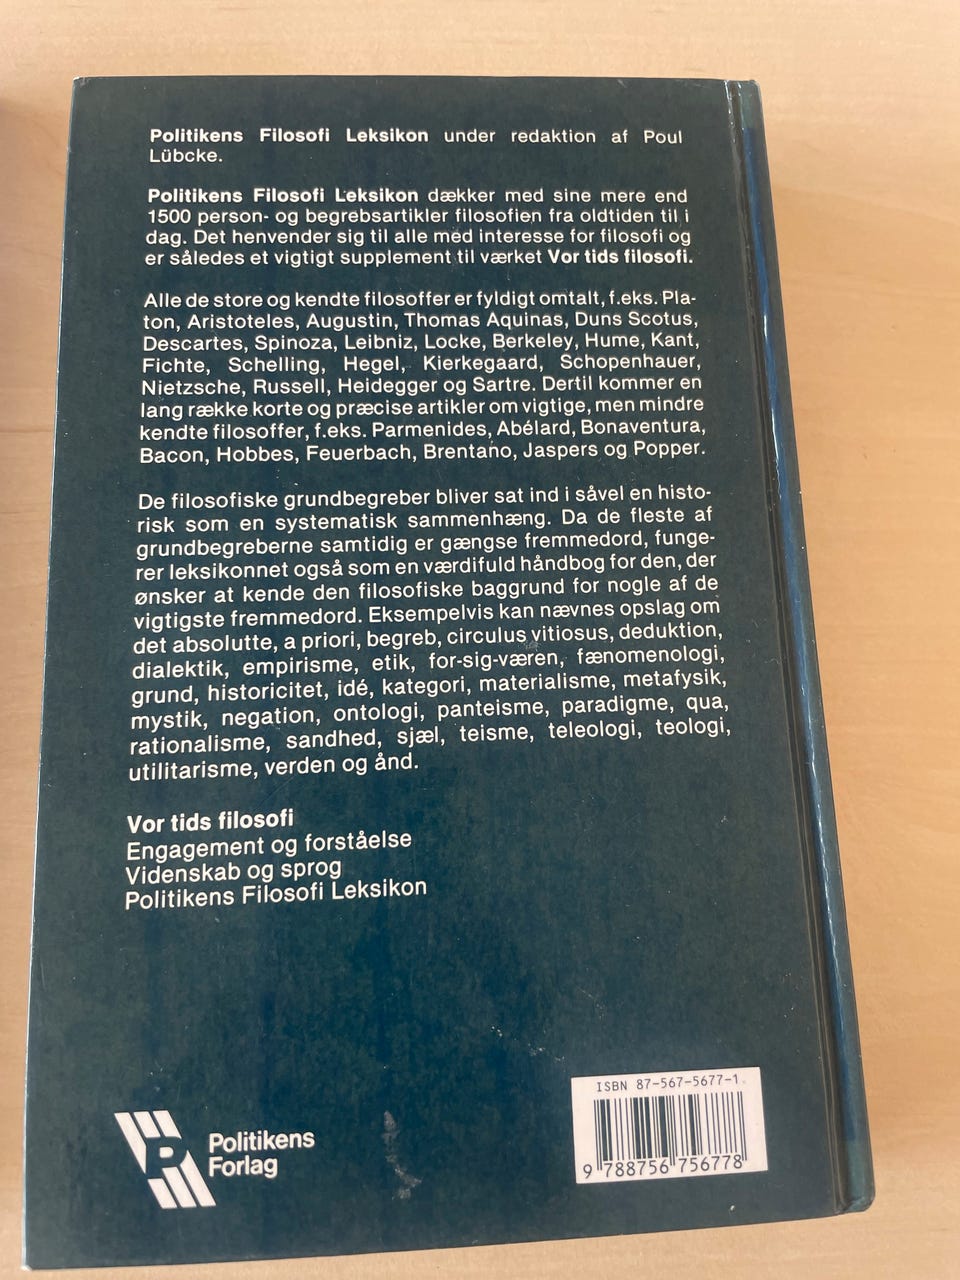 Politikens Filosofi Leksikon under redaktion af Poul
Lübcke.
Politikens Filosofi Leksikon dækker med sine mere end
1500 person- og begrebsartikler filosofien fra oldtiden til i
dag. Det henvender sig til alle med interesse for filosofi og
er således et vigtigt supplement til værket Vor tids filosofi.
Alle de store og kendte filosoffer er fyldigt omtalt, f.eks. Pla-
ton, Aristoteles, Augustin, Thomas Aquinas, Duns Scotus,
Descartes, Spinoza, Leibniz, Locke, Berkeley, Hume, Kant,
Fichte, Schelling, Hegel, Kierkegaard, Schopenhauer,
Nietzsche, Russell, Heidegger og Sartre. Dertil kommer en
lang række korte og præcise artikler om vigtige, men mindre
kendte filosoffer, f.eks. Parmenides, Abélard, Bonaventura,
Bacon, Hobbes, Feuerbach, Brentano, Jaspers og Popper.
De filosofiske grundbegreber bliver sat ind i såvel en histo-
risk som en systematisk sammenhæng. Da de fleste af
grundbegreberne samtidig er gængse fremmedord, funge-
rer leksikonnet også som en værdifuld håndbog for den, der
ønsker at kende den filosofiske baggrund for nogle af de
vigtigste fremmedord. Eksempelvis kan nævnes opslag om
det absolutte, a priori, begreb, circulus vitiosus, deduktion,
dialektik, empirisme, etik, for-sig-væren, fænomenologi,
grund, historicitet, idé, kategori, materialisme, metafysik,
mystik, negation, ontologi, panteisme, paradigme, qua,
rationalisme, sandhed, sjæl, teisme, teleologi, teologi,
utilitarisme, verden og ånd.
Vor tids filosofi
Engagement og forståelse
Videnskab og sprog
Politikens Filosofi Leksikon
ISBN 87-567-5677-1
9 788756 756778
P
Politikens
Forlag